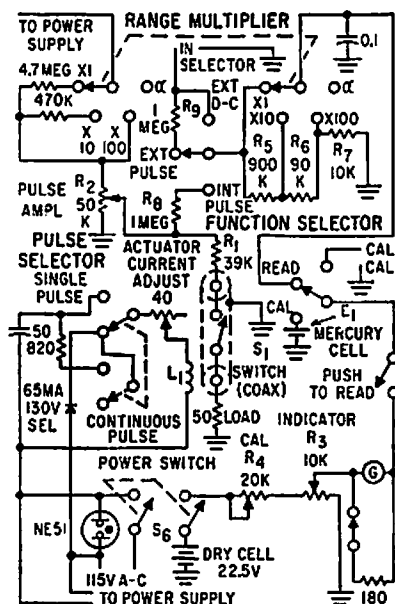 RANGE MULTIPLIER
TO POWER SUPPLY
IN SELECTOR
0.1
4.7 MEG X1
∝
EXT D-C
X1
∝
470K
1 MEG
R9
X10
X100
X 10
X 100
R5 900 K
R6 90 K
R7 10K
EXT PULSE
PULSE AMPL
R2 50 K
R8 1MEG
INT PULSE
FUNCTION SELECTOR
PULSE SELECTOR
ACTUATOR CURRENT ADJUST
R1 39K
CAL
READ
CAL
SINGLE PULSE
40
CAL
E1
MERCURY CELL
50
820
L1
S1
SWITCH (COAX)
PUSH TO READ
65MA 130V SEL
CONTINUOUS PULSE
50 LOAD
INDICATOR
POWER SWITCH
CAL R4 20K
R3 10K
G
NE51
S6
DRY CELL 22.5V
115V A-C
TO POWER SUPPLY
180